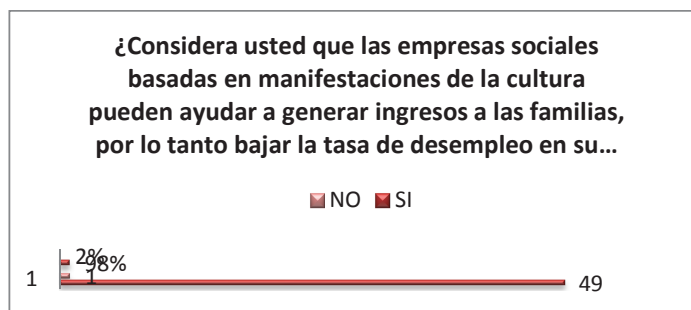 ¿Considera usted que las empresas sociales
basadas en manifestaciones de la cultura
pueden ayudar a generar ingresos a las familias,
por lo tanto bajar la tasa de desempleo en su…
NO SI
2%
98%
1
1
49